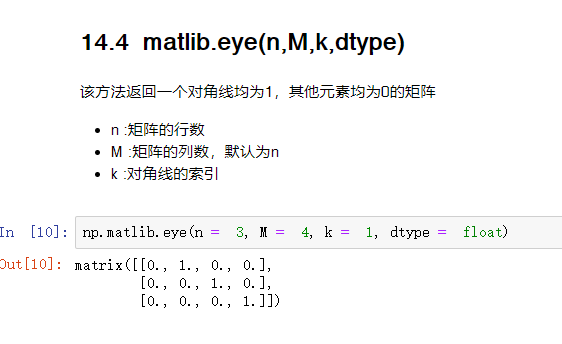 14.4 matlib.eye(n,M,k,dtype)
该方法返回一个对角线均为1，其他元素均为0的矩阵
• n :矩阵的行数
• M :矩阵的列数，默认为n
• k :对角线的索引
In [10]: np.matlib.eye(n = 3, M = 4, k = 1, dtype = float)
Out[10]: matrix([[0., 1., 0., 0.],
[0., 0., 1., 0.],
[0., 0., 0., 1.]])